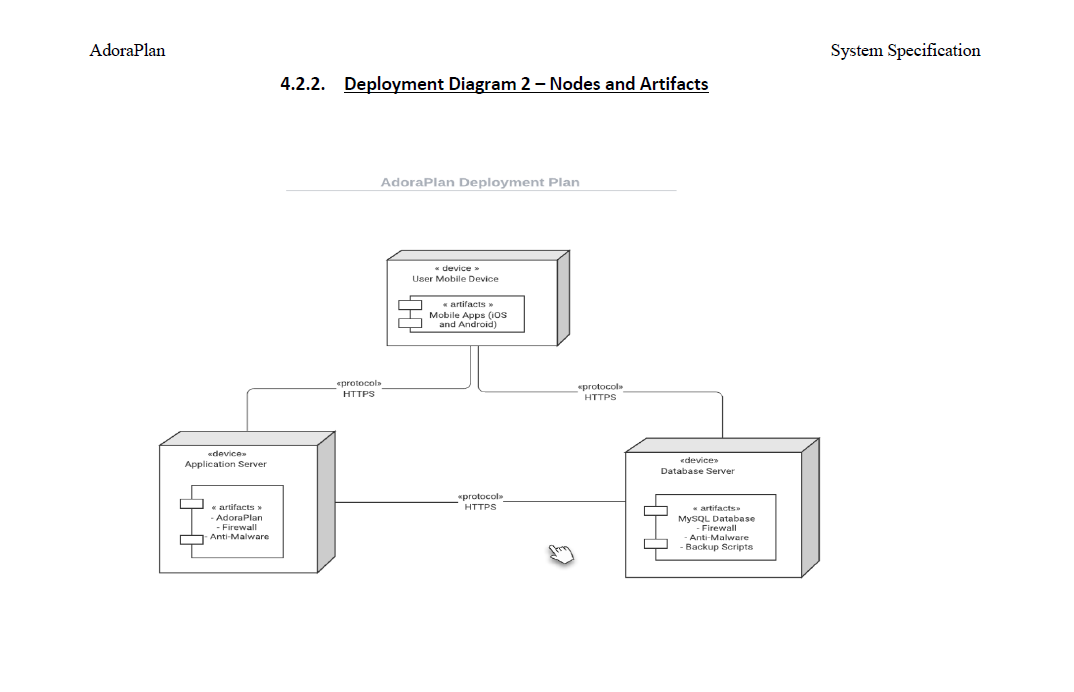 AdoraPlan
System Specification
4.2.2. Deployment Diagram 2 – Nodes and Artifacts
AdoraPlan Deployment Plan
« device »
User Mobile Device
« artifacts »
Mobile Apps (iOS
and Android)
«protocol»
HTTPS
«protocol»
HTTPS
«device»
Application Server
« artifacts »
- AdoraPlan
- Firewall
- Anti-Malware
«protocol»
HTTPS
«device»
Database Server
« artifacts»
MySQL Database
- Firewall
- Anti-Malware
- Backup Scripts